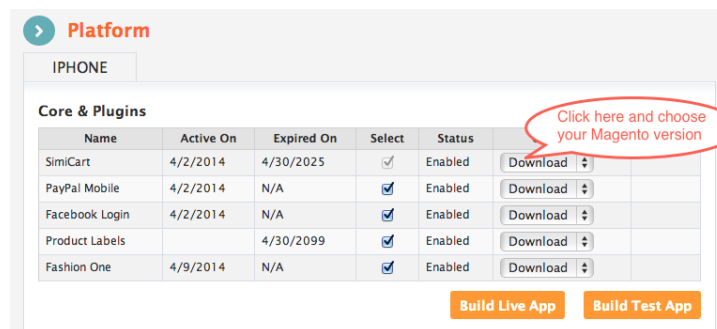 Platform
IPHONE
Core & Plugins
Name Active On Expired On Select Status
Click here and choose
your Magento version
SimiCart 4/2/2014 4/30/2025 Enabled Download
PayPal Mobile 4/2/2014 N/A Enabled Download
Facebook Login 4/2/2014 N/A Enabled Download
Product Labels 4/30/2099 Enabled Download
Fashion One 4/9/2014 N/A Enabled Download
Build Live App Build Test App